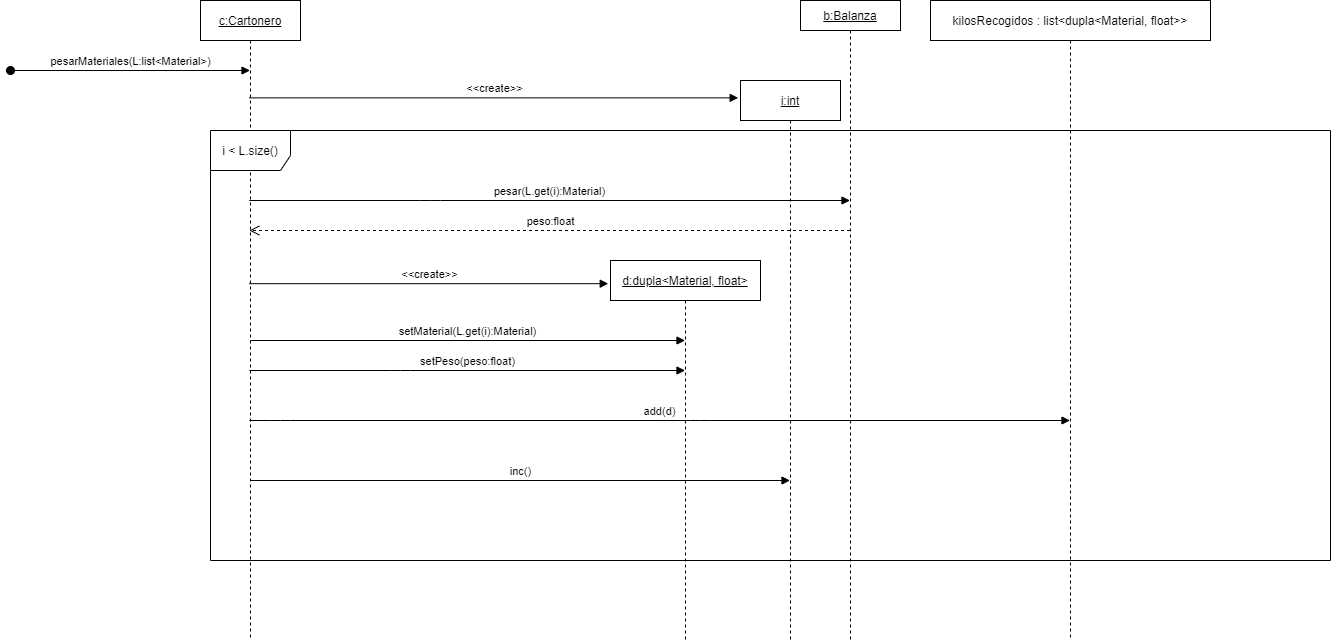 c:Cartonero
b:Balanza
kilosRecogidos : list<dupla<Material, float>>
pesarMateriales(L:list<Material>)
<<create>>
i:int
i < L.size()
pesar(L.get(i):Material)
peso:float
<<create>>
d:dupla<Material, float>
setMaterial(L.get(i):Material)
setPeso(peso:float)
add(d)
inc()